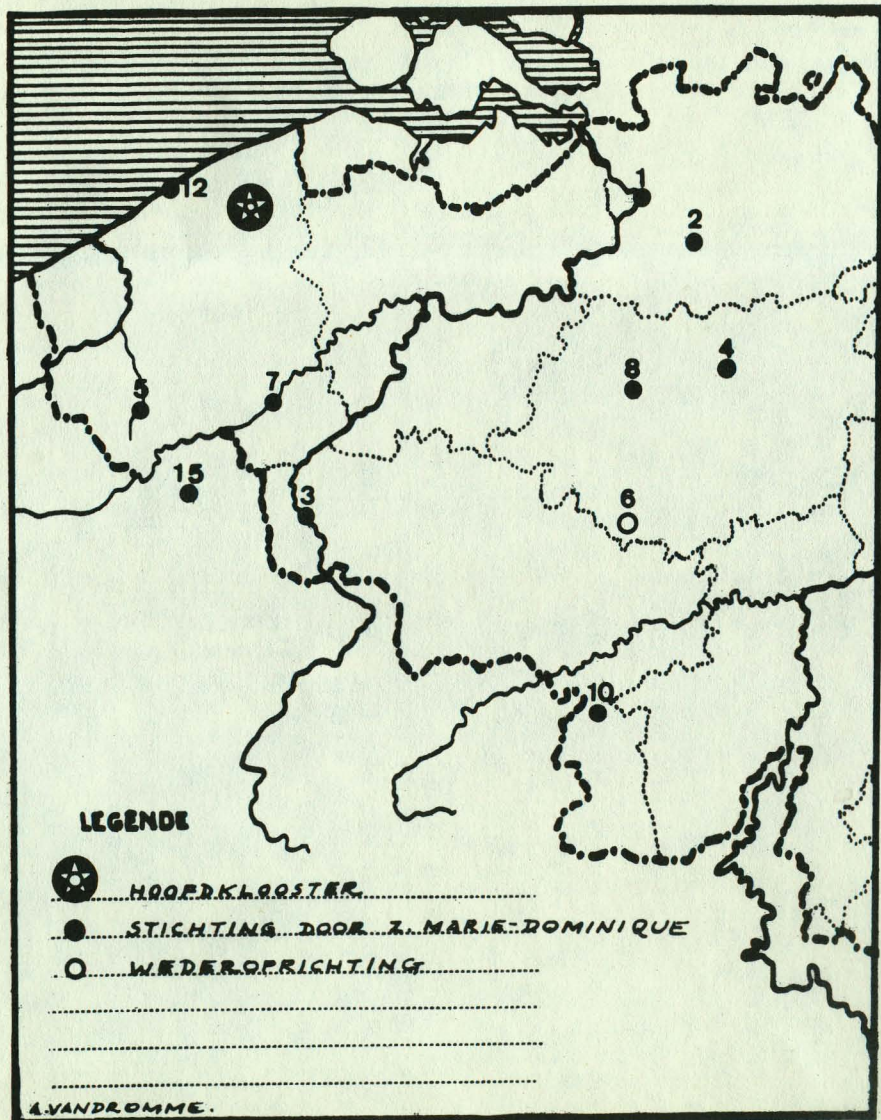 12
1
2
4
8
5
7
15
3
6
10
LEGENDE
HOOFDKLOOSTER
STICHTING DOOR Z. MARIE-DOMINIQUE
WEDEROPRICHTING
A. VANDROMME.